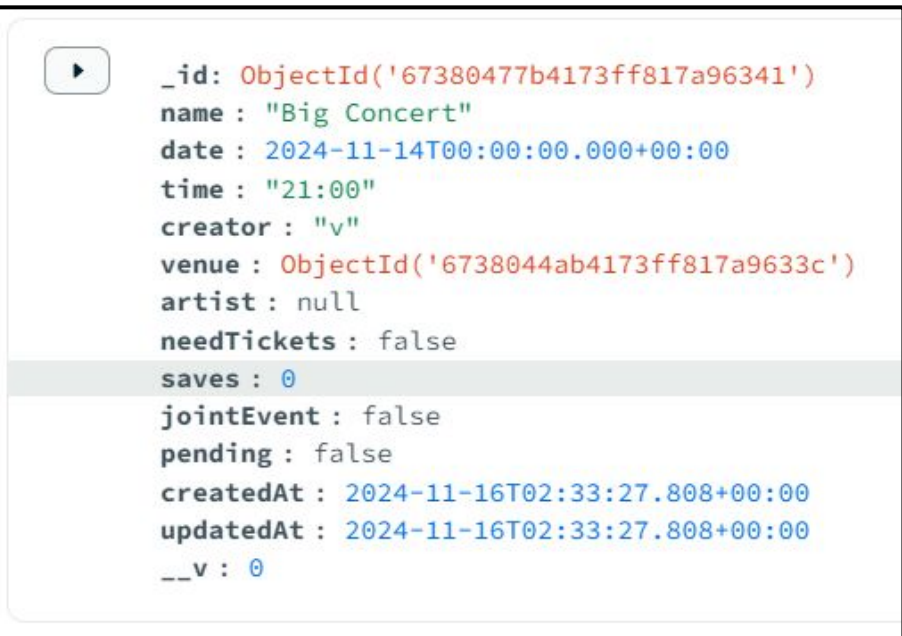 _id: ObjectId('67380477b4173ff817a96341')
name : "Big Concert"
date : 2024-11-14T00:00:00.000+00:00
time : "21:00"
creator : "v"
venue : ObjectId('6738044ab4173ff817a9633c')
artist : null
needTickets : false
saves : 0
jointEvent : false
pending : false
createdAt : 2024-11-16T02:33:27.808+00:00
updatedAt : 2024-11-16T02:33:27.808+00:00
__v : 0